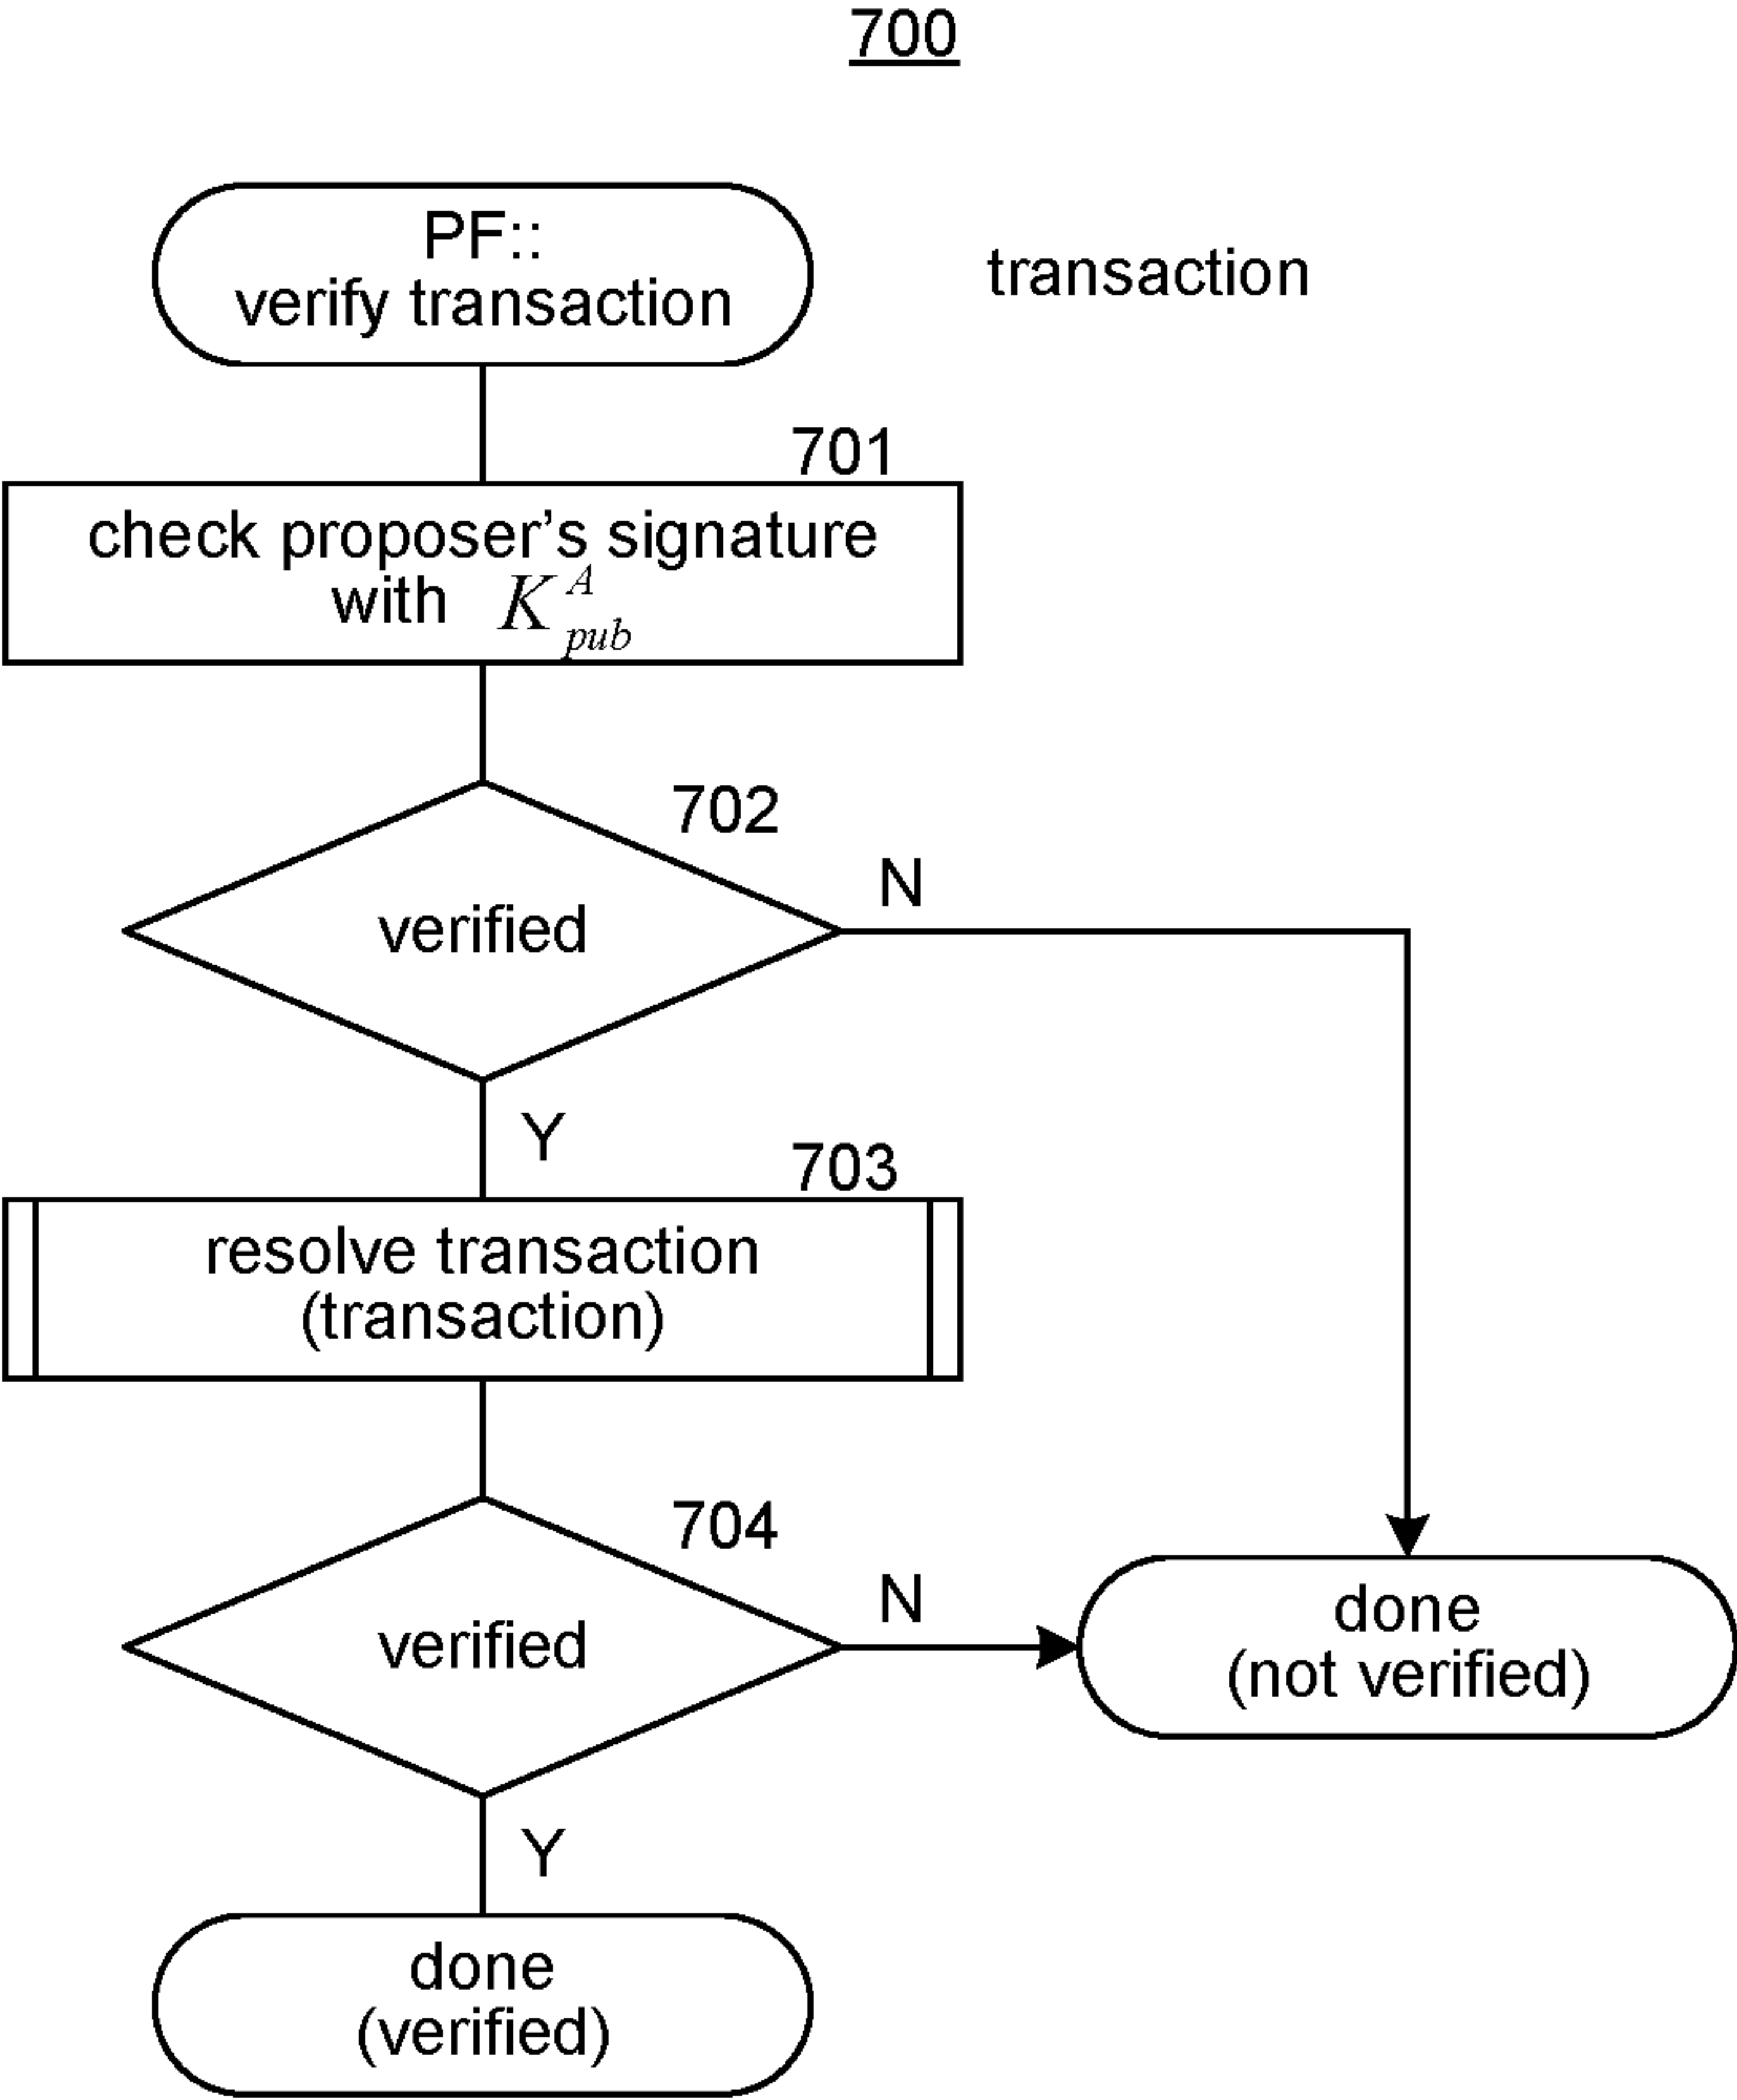 700
PF::
verify transaction
transaction
701
check proposer's signature
with $K^{A}_{pub}$
702
verified
N
Y
703
resolve transaction
(transaction)
704
verified
N
done
(not verified)
Y
done
(verified)